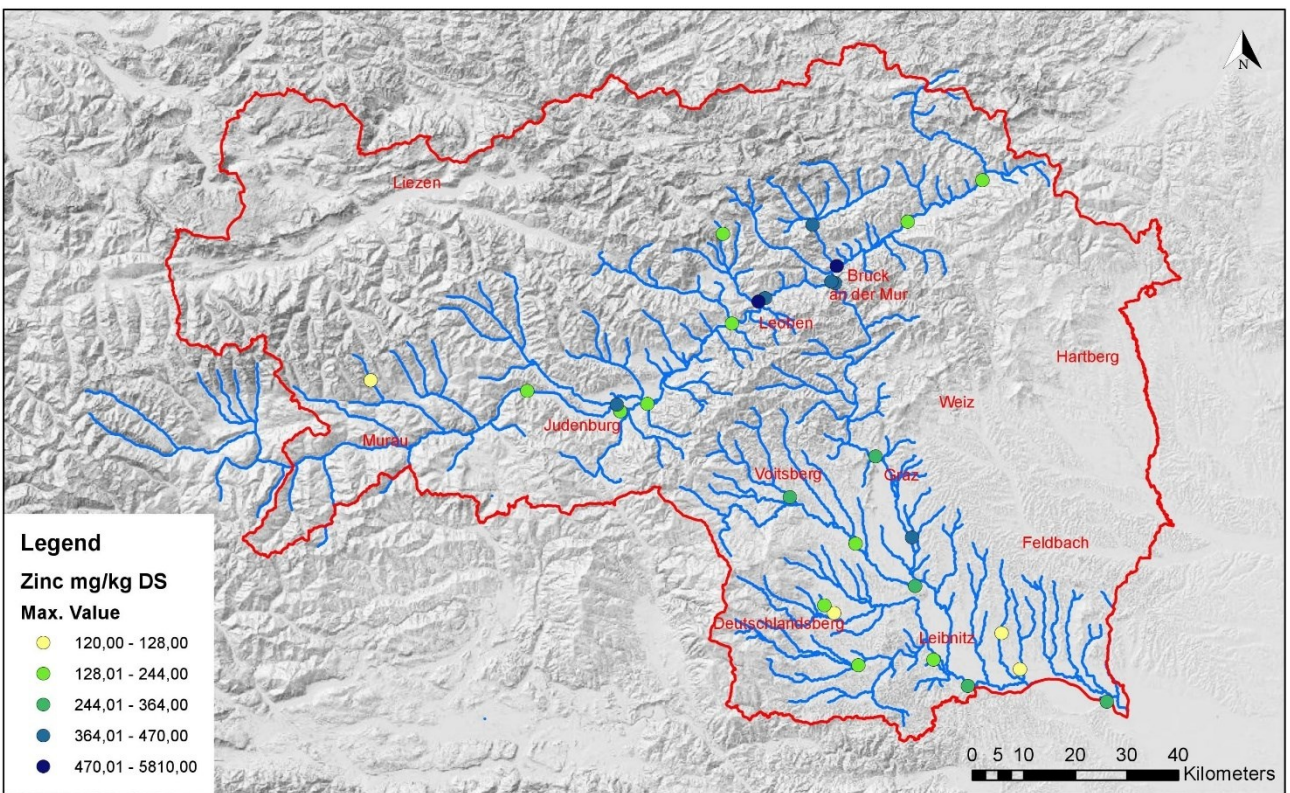 N
Liezen
Bruck
an der Mur
Leoben
Hartberg
Weiz
Murau
Judenburg
Voitsberg
Graz
Feldbach
Deutschlandsberg
Leibnitz
Legend
Zinc mg/kg DS
Max. Value
120,00 - 128,00
128,01 - 244,00
244,01 - 364,00
364,01 - 470,00
470,01 - 5810,00
0 5 10 20 30 40
Kilometers